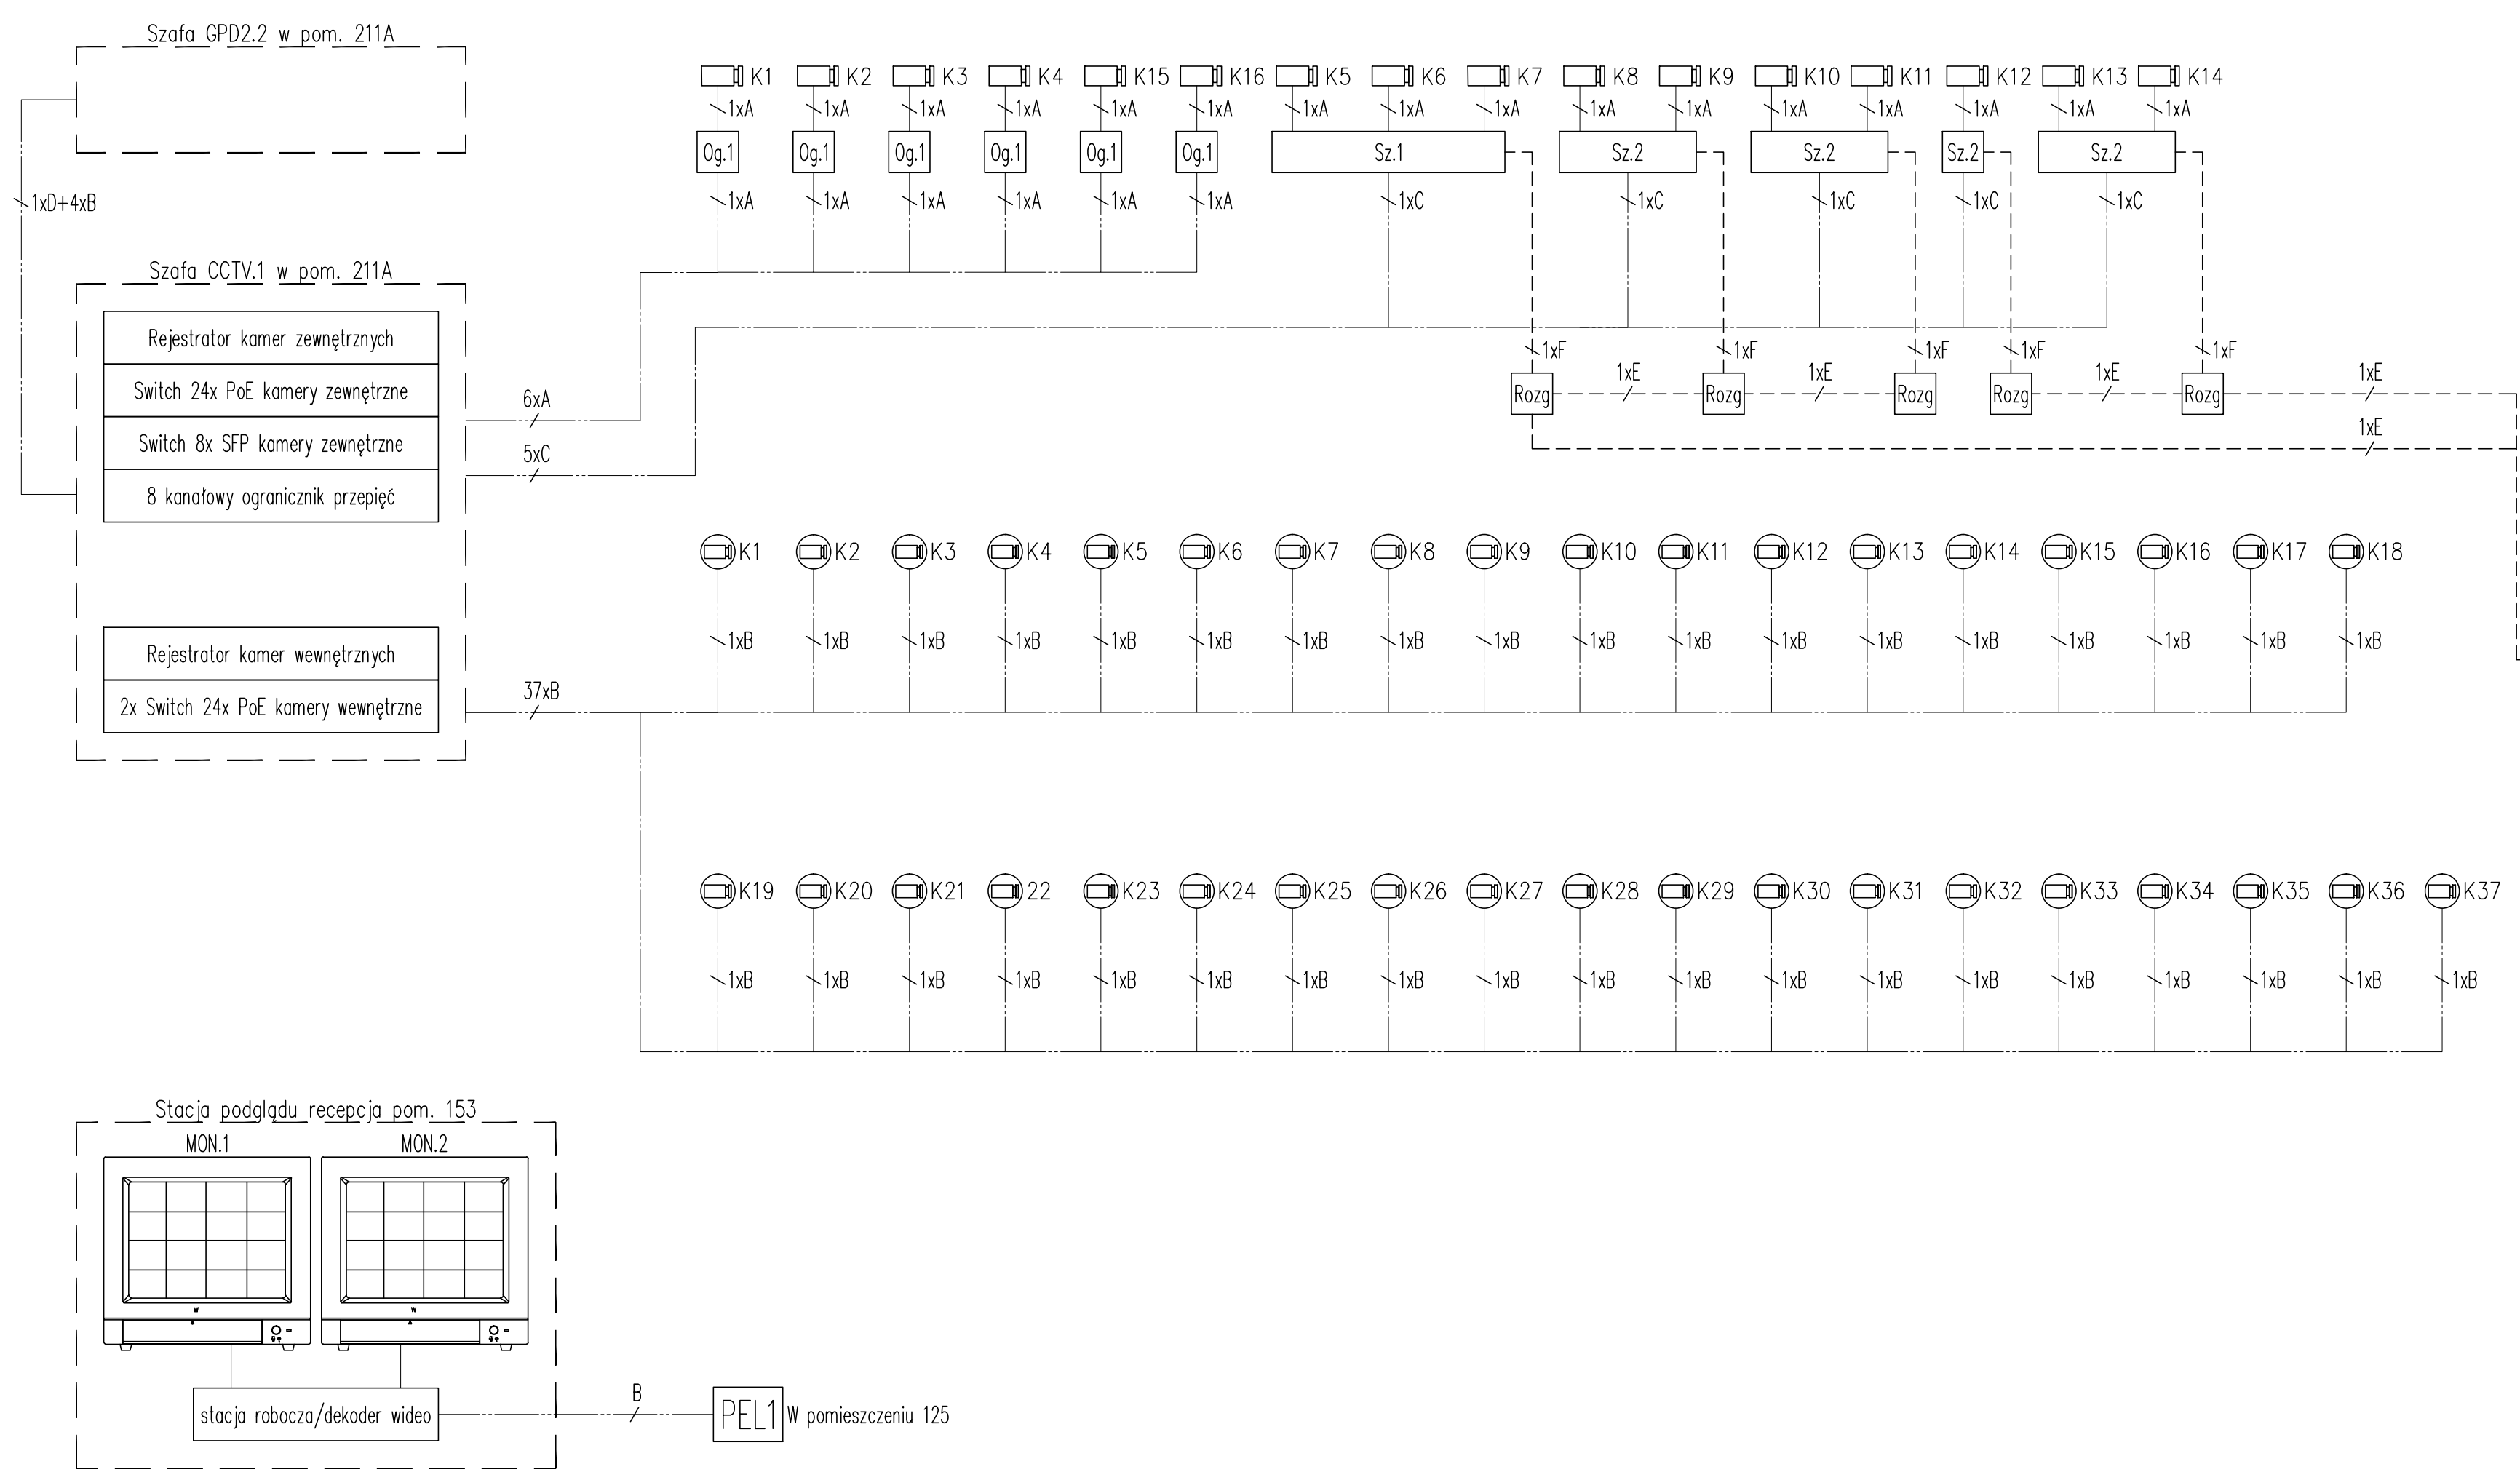 Szafa GPD2.2 w pom. 211A
K1 K2 K3 K4 K15 K16 K5 K6 K7 K8 K9 K10 K11 K12 K13 K14
1xA 1xA 1xA 1xA 1xA 1xA 1xA 1xA 1xA 1xA 1xA 1xA 1xA 1xA 1xA 1xA
Og.1 Og.1 Og.1 Og.1 Og.1 Og.1 Sz.1 Sz.2 Sz.2 Sz.2 Sz.2
1xD+4xB
1xA 1xA 1xA 1xA 1xA 1xA 1xC 1xC 1xC 1xC 1xC
Szafa CCTV.1 w pom. 211A
Rejestrator kamer zewnętrznych
1xF 1xF 1xF 1xF 1xF
1xE 1xE 1xE 1xE
Switch 24x PoE kamery zewnętrzne
6xA
Rozg Rozg Rozg Rozg Rozg
1xE
Switch 8x SFP kamery zewnętrzne
5xC
8 kanałowy ogranicznik przepięć
K1 K2 K3 K4 K5 K6 K7 K8 K9 K10 K11 K12 K13 K14 K15 K16 K17 K18
1xB 1xB 1xB 1xB 1xB 1xB 1xB 1xB 1xB 1xB 1xB 1xB 1xB 1xB 1xB 1xB 1xB 1xB
Rejestrator kamer wewnętrznych
37xB
2x Switch 24x PoE kamery wewnętrzne
K19 K20 K21 22 K23 K24 K25 K26 K27 K28 K29 K30 K31 K32 K33 K34 K35 K36 K37
1xB 1xB 1xB 1xB 1xB 1xB 1xB 1xB 1xB 1xB 1xB 1xB 1xB 1xB 1xB 1xB 1xB 1xB 1xB
Stacja podglądu recepcja pom. 153
MON.1 MON.2
W W
B
stacja robocza/dekoder wideo
PEL1 W pomieszczeniu 125